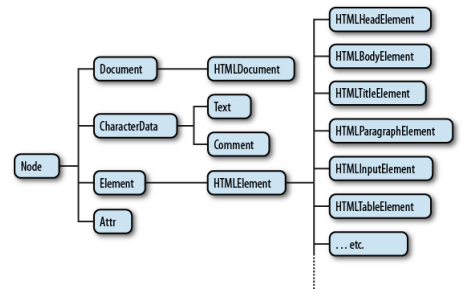 HTMLHeadElement
HTMLBodyElement
Document
HTMLDocument
HTMLTitleElement
Text
CharacterData
HTMLParagraphElement
Comment
Node
HTMLInputElement
Element
HTMLElement
HTMLTableElement
Attr
... etc.